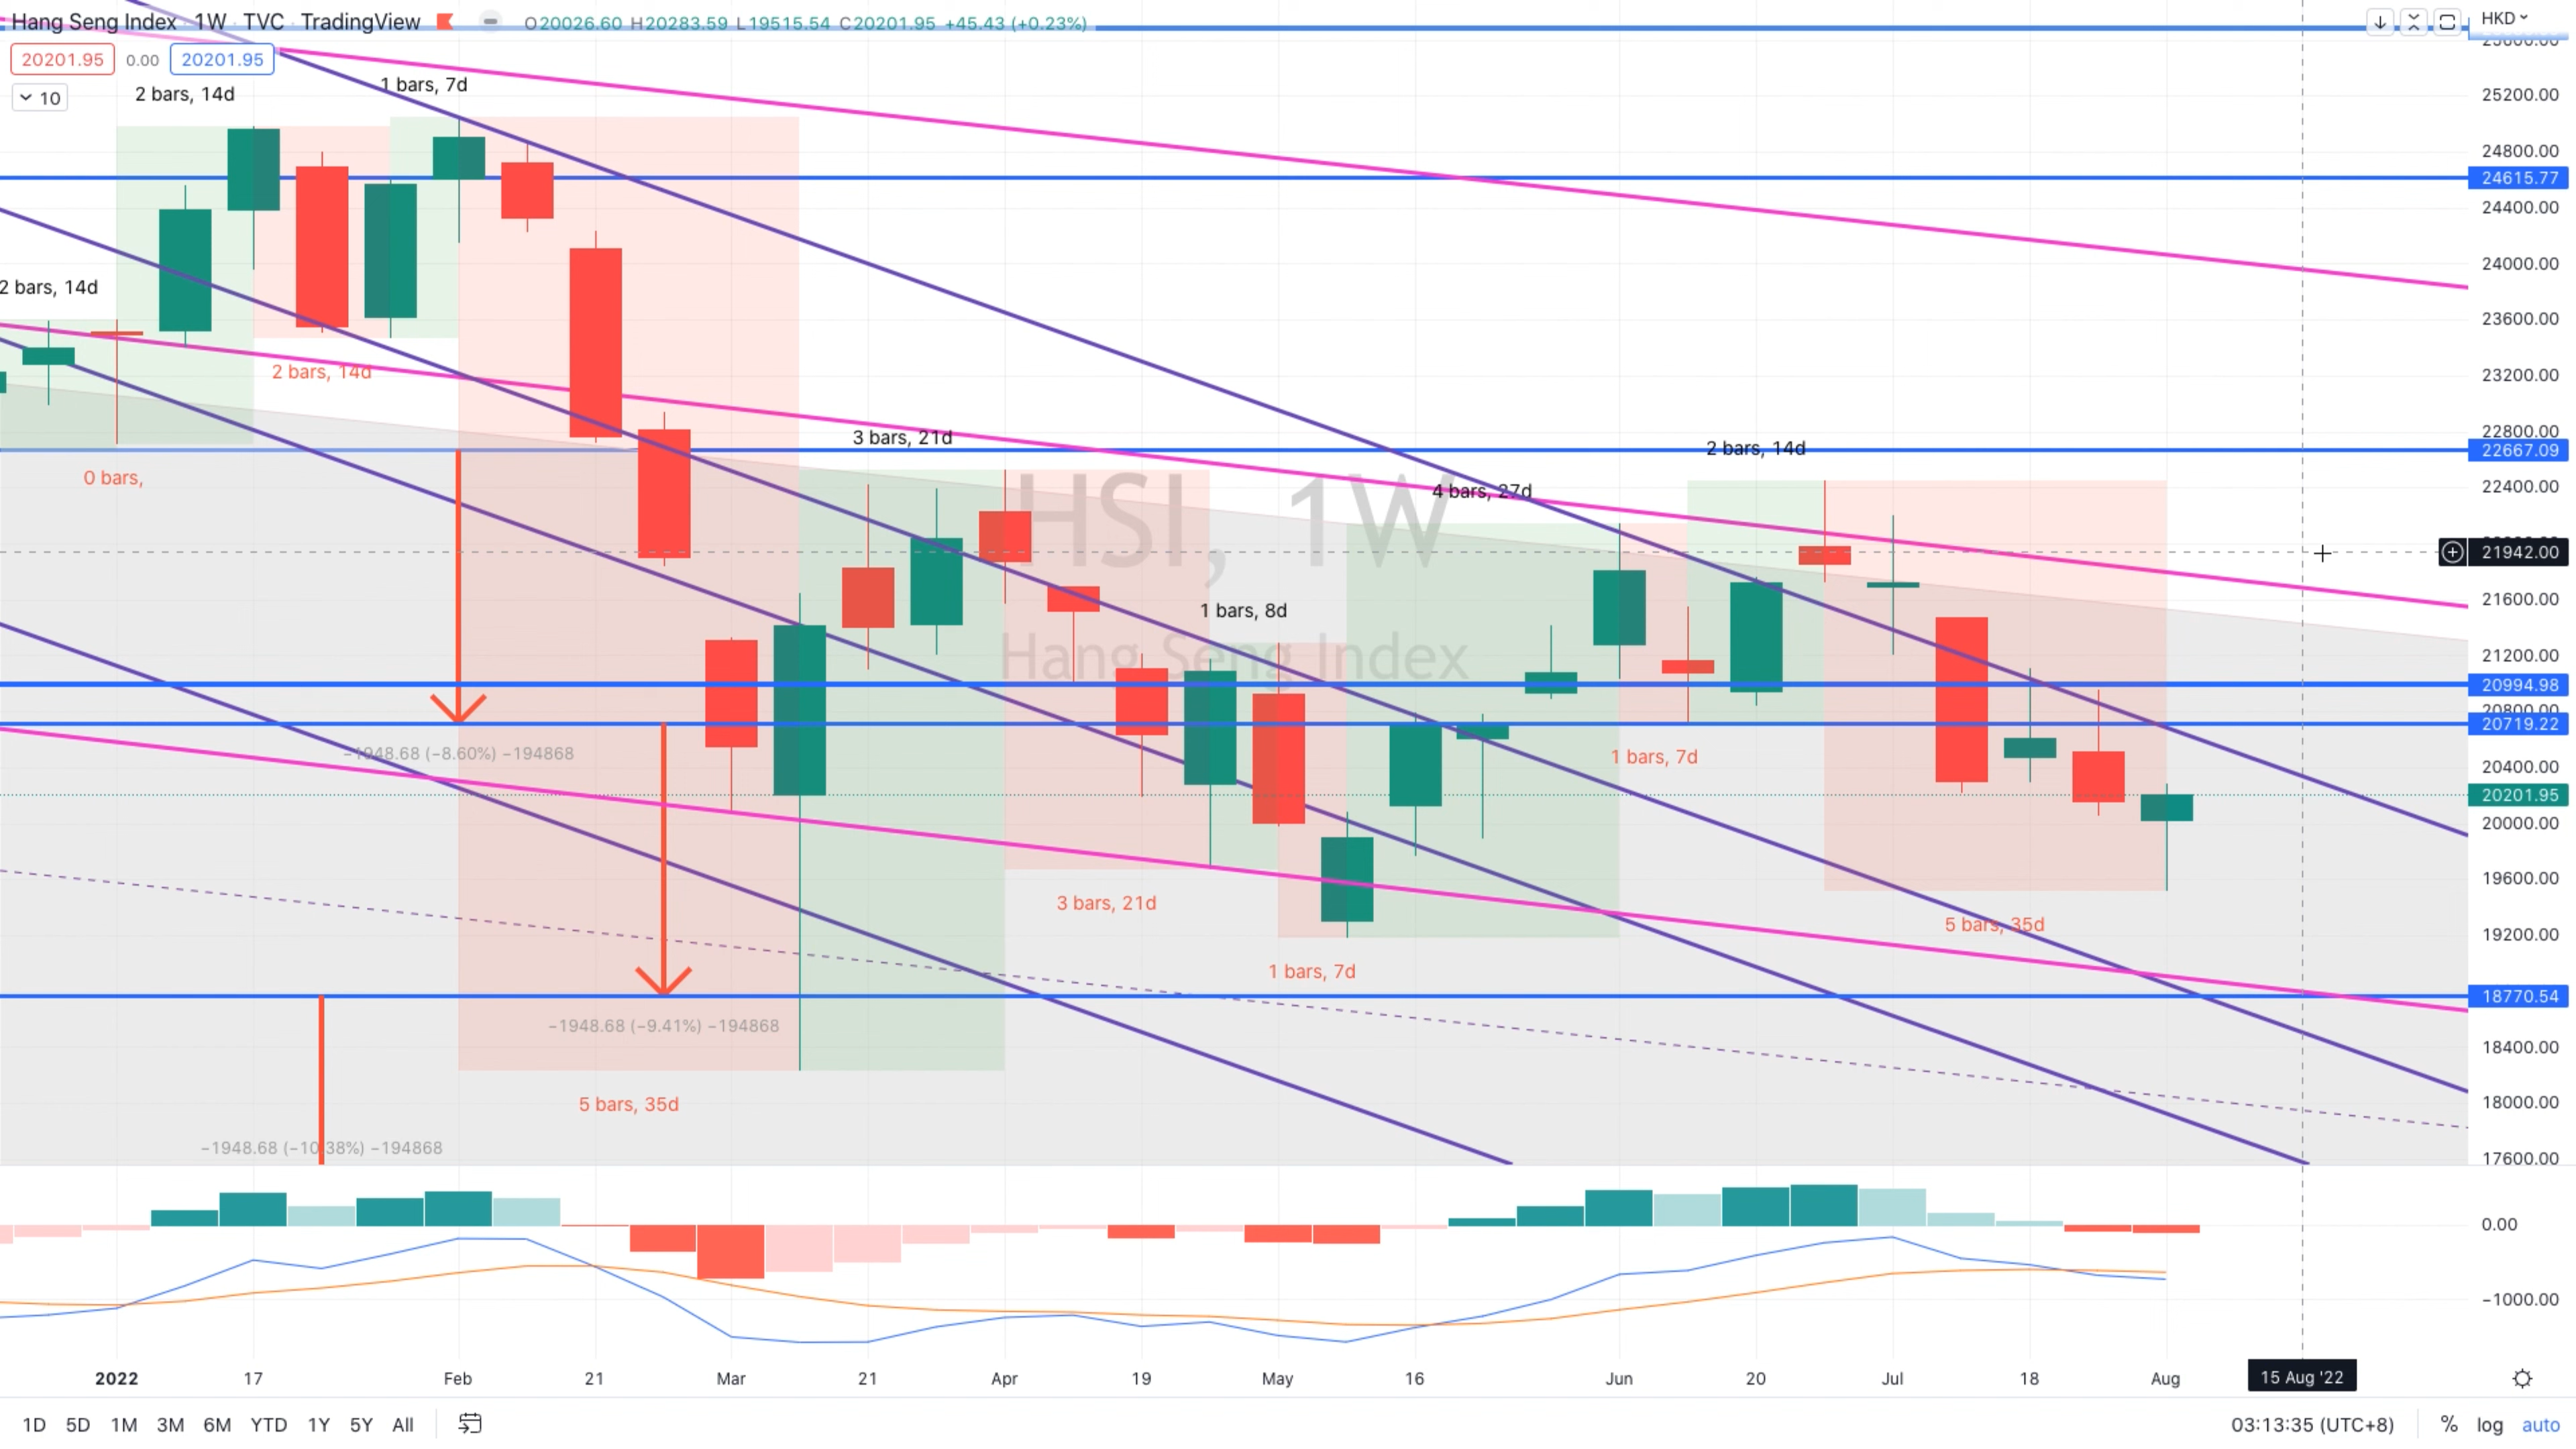 Hang Seng Index · 1W · TVC · TradingView O20026.60 H20283.59 L19515.54 C20201.95 +45.43 (+0.23%) HKD
20201.95 0.00 20201.95
10
2 bars, 14d
1 bars, 7d
2 bars, 14d
2 bars, 14d
0 bars,
3 bars, 21d
2 bars, 14d
4 bars, 27d
HSI, 1W
Hang Seng Index
1 bars, 8d
-1948.68 (-8.60%) -194868
1 bars, 7d
3 bars, 21d
5 bars, 35d
1 bars, 7d
-1948.68 (-9.41%) -194868
5 bars, 35d
-1948.68 (-10.38%) -194868
25200.00
24800.00
24615.77
24400.00
24000.00
23600.00
23200.00
22800.00
22667.09
22400.00
21942.00
21600.00
21200.00
20994.98
20800.00
20719.22
20400.00
20201.95
20000.00
19600.00
19200.00
18770.54
18400.00
18000.00
17600.00
0.00
-1000.00
2022 17 Feb 21 Mar 21 Apr 19 May 16 Jun 20 Jul 18 Aug 15 Aug '22
1D 5D 1M 3M 6M YTD 1Y 5Y All 03:13:35 (UTC+8) % log auto